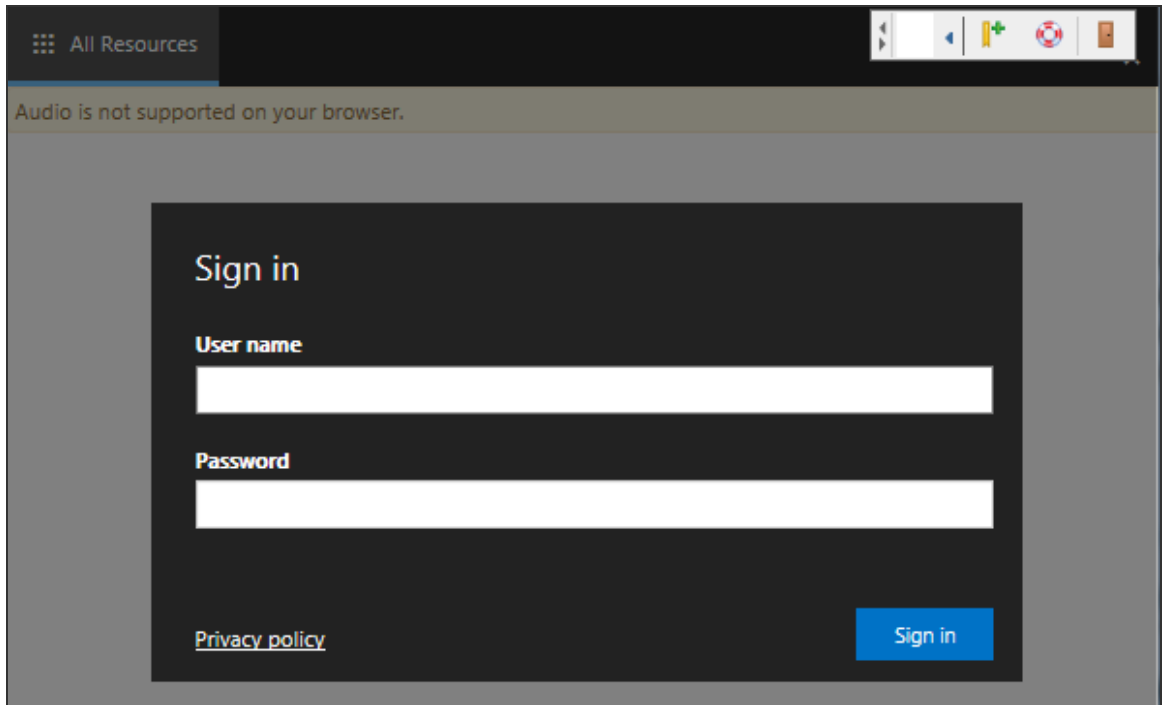 All Resources
Audio is not supported on your browser.
Sign in
User name
Password
Privacy policy
Sign in